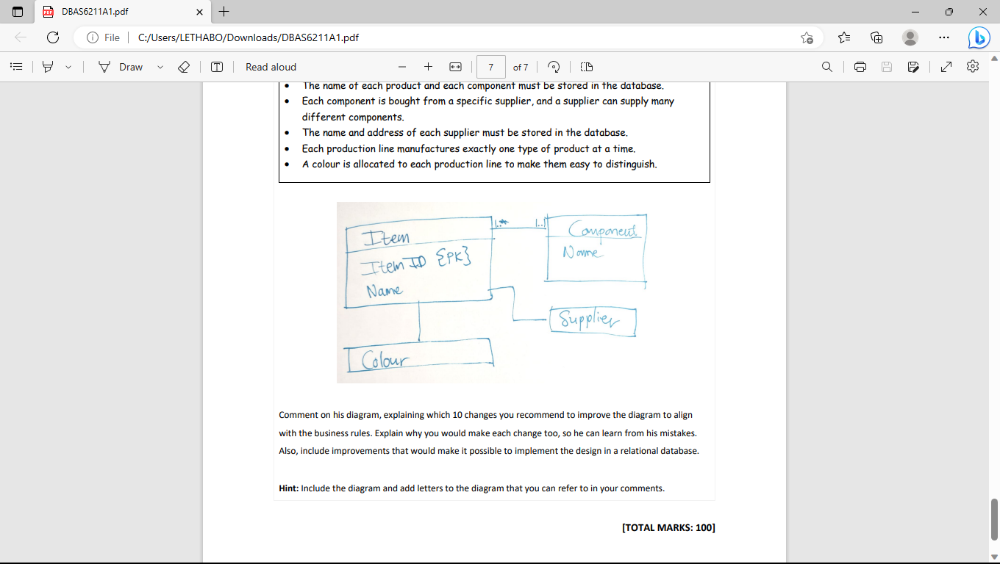 DBAS6211A1.pdf
File
C:/Users/LETHABO/Downloads/DBAS6211A1.pdf
Draw
Read aloud
7
of 7
• The name of each product and each component must be stored in the database.
• Each component is bought from a specific supplier, and a supplier can supply many
different components.
• The name and address of each supplier must be stored in the database.
• Each production line manufactures exactly one type of product at a time.
• A colour is allocated to each production line to make them easy to distinguish.
1..* 1..1
Item
Component
Item ID {PK}
Name
Name
Supplier
Colour
Comment on his diagram, explaining which 10 changes you recommend to improve the diagram to align
with the business rules. Explain why you would make each change too, so he can learn from his mistakes.
Also, include improvements that would make it possible to implement the design in a relational database.
Hint: Include the diagram and add letters to the diagram that you can refer to in your comments.
[TOTAL MARKS: 100]